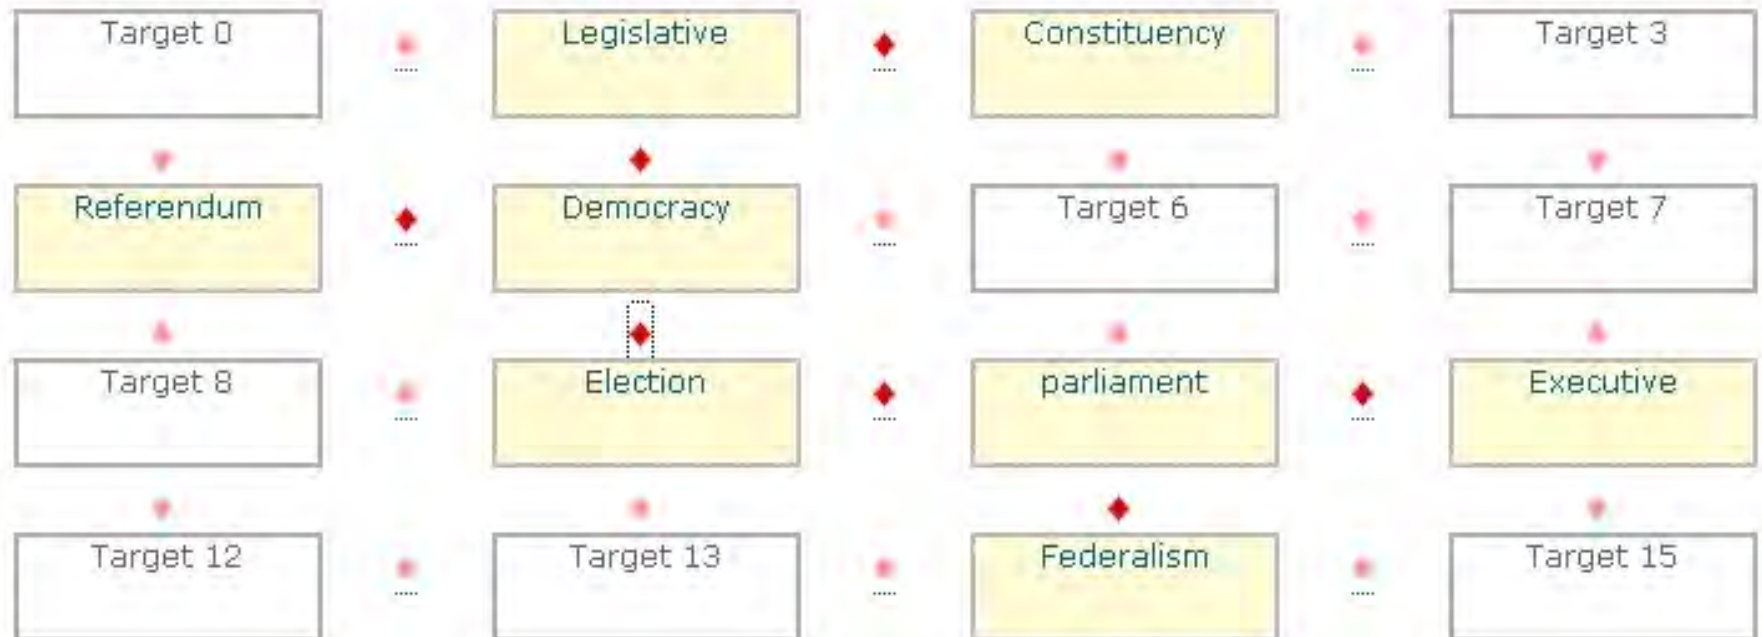 Target 0
Legislative
Constituency
Target 3
Referendum
Democracy
Target 6
Target 7
Target 8
Election
parliament
Executive
Target 12
Target 13
Federalism
Target 15